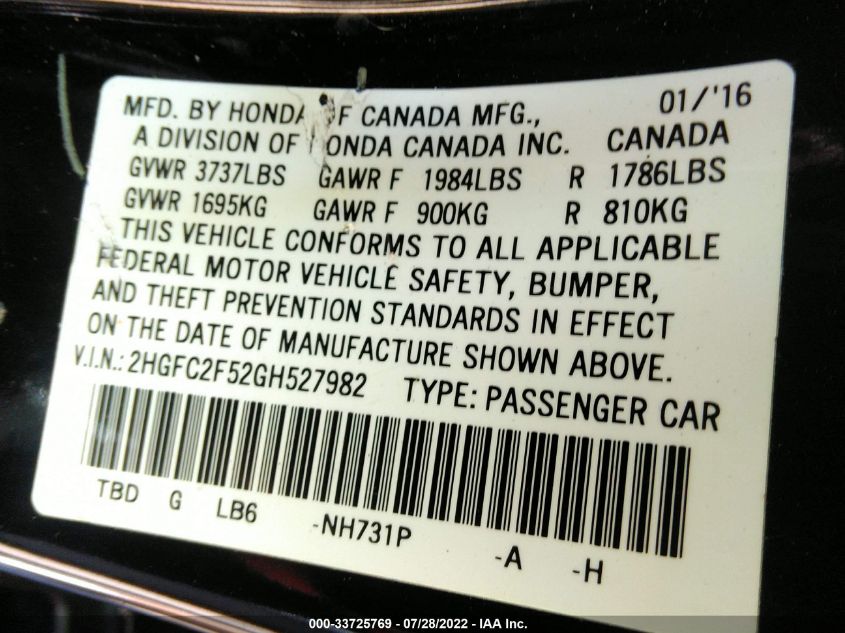 MFD. BY HONDA OF CANADA MFG., 01/'16
A DIVISION OF HONDA CANADA INC. CANADA
GVWR 3737LBS GAWR F 1984LBS R 1786LBS
GVWR 1695KG GAWR F 900KG R 810KG
THIS VEHICLE CONFORMS TO ALL APPLICABLE
FEDERAL MOTOR VEHICLE SAFETY, BUMPER,
AND THEFT PREVENTION STANDARDS IN EFFECT
ON THE DATE OF MANUFACTURE SHOWN ABOVE.
V.I.N.: 2HGFC2F52GH527982 TYPE: PASSENGER CAR
TBD G LB6 -NH731P -A -H
000-33725769 - 07/28/2022 - IAA Inc.